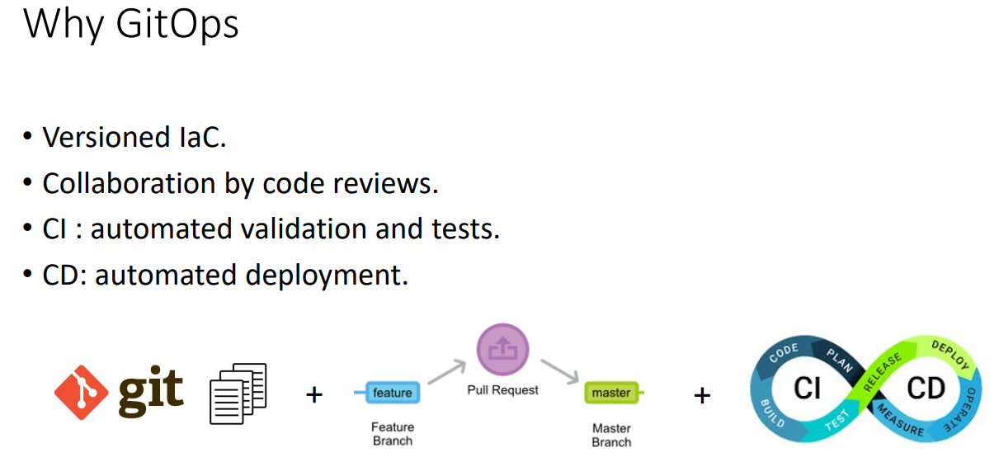 Why GitOps
• Versioned IaC.
• Collaboration by code reviews.
• CI : automated validation and tests.
• CD: automated deployment.
git
+
feature
Feature
Branch
Pull Request
master
Master
Branch
+
CODE
PLAN
BUILD
TEST
CI
RELEASE
DEPLOY
OPERATE
MEASURE
CD